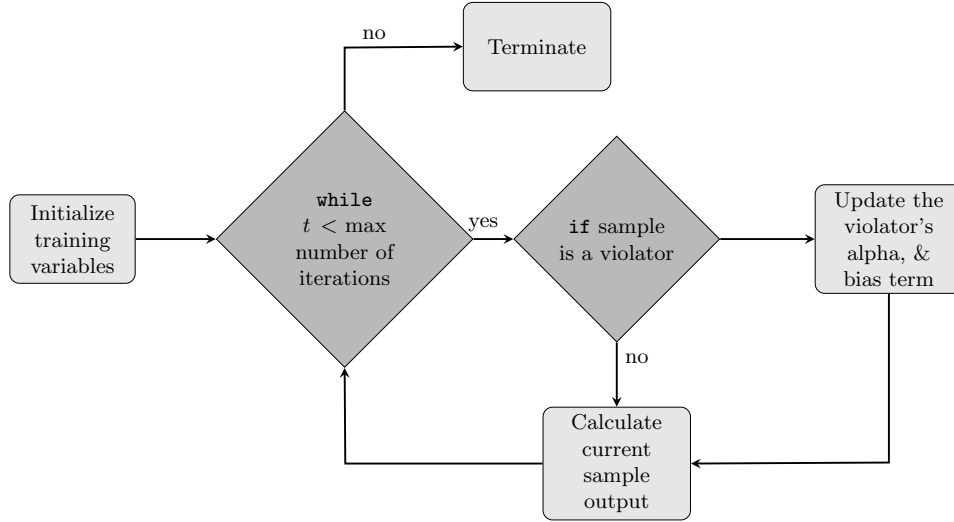 no
Terminate
Initialize
training
variables
while
t < max
number of
iterations
yes
if sample
is a violator
Update the
violator's
alpha, &
bias term
no
Calculate
current
sample
output